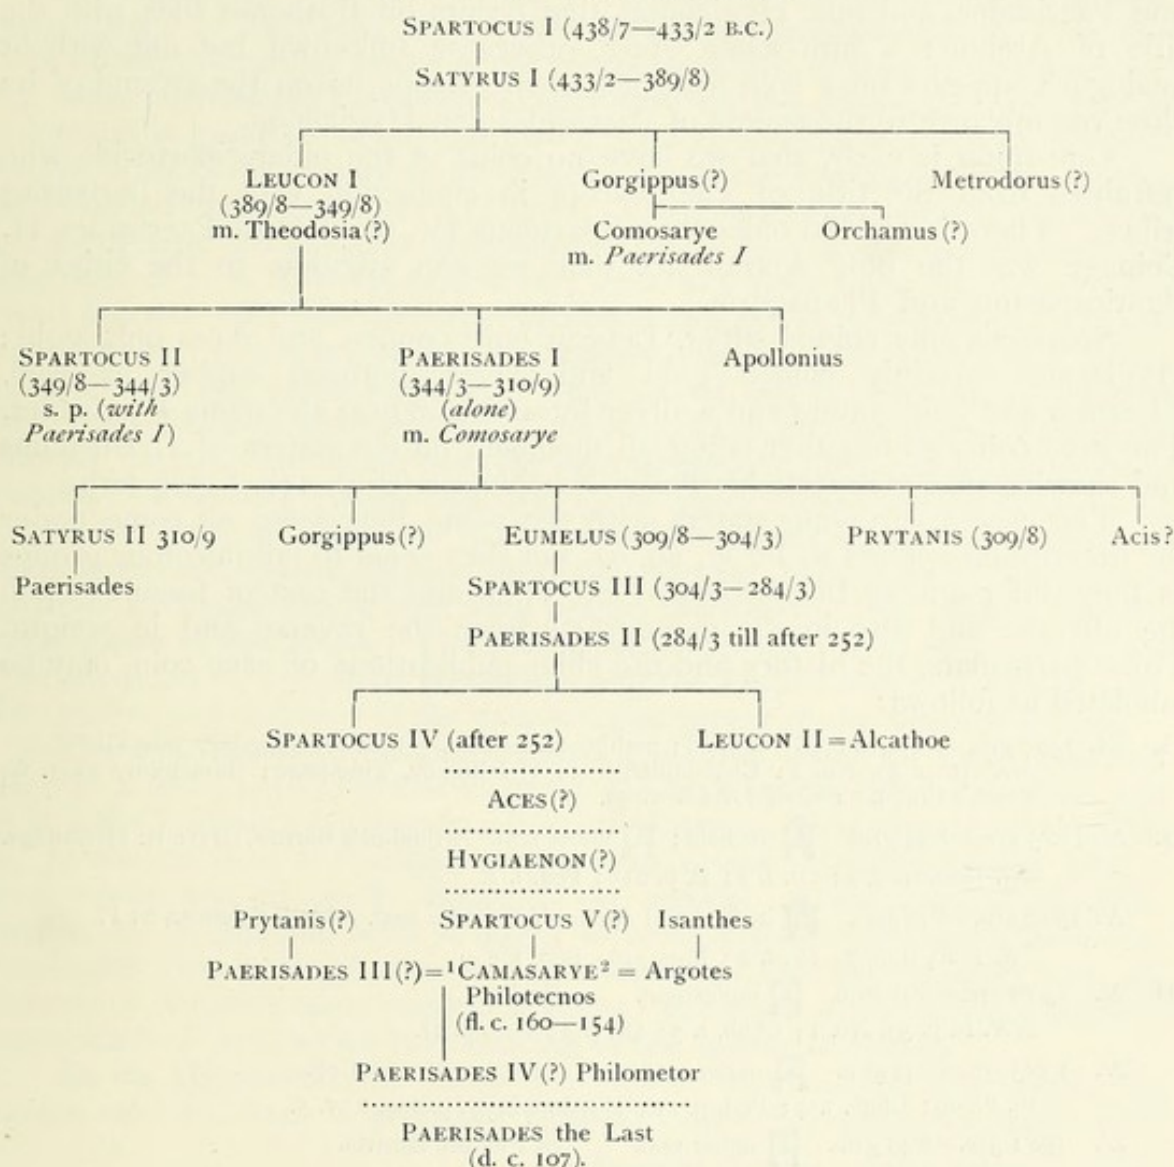 SPARTOCUS I (438/7—433/2 B.C.)
SATYRUS I (433/2—389/8)
LEUCON I
(389/8—349/8)
m. Theodosia(?)
Gorgippus(?)
Metrodorus(?)
Comosarye
m. Paerisades I
Orchamus(?)
SPARTOCUS II
(349/8—344/3)
s. p. (with
Paerisades I)
PAERISADES I
(344/3—310/9)
(alone)
m. Comosarye
Apollonius
SATYRUS II 310/9
Gorgippus(?)
EUMELUS (309/8—304/3)
PRYTANIS (309/8)
Acis?
Paerisades
SPARTOCUS III (304/3—284/3)
PAERISADES II (284/3 till after 252)
SPARTOCUS IV (after 252)
LEUCON II=Alcathoe
ACES(?)
HYGIAENON(?)
Prytanis(?)
SPARTOCUS V(?)
Isanthes
PAERISADES III(?)=¹CAMASARYE² = Argotes
Philotecnos
(fl. c. 160—154)
PAERISADES IV(?) Philometor
PAERISADES the Last
(d. c. 107).